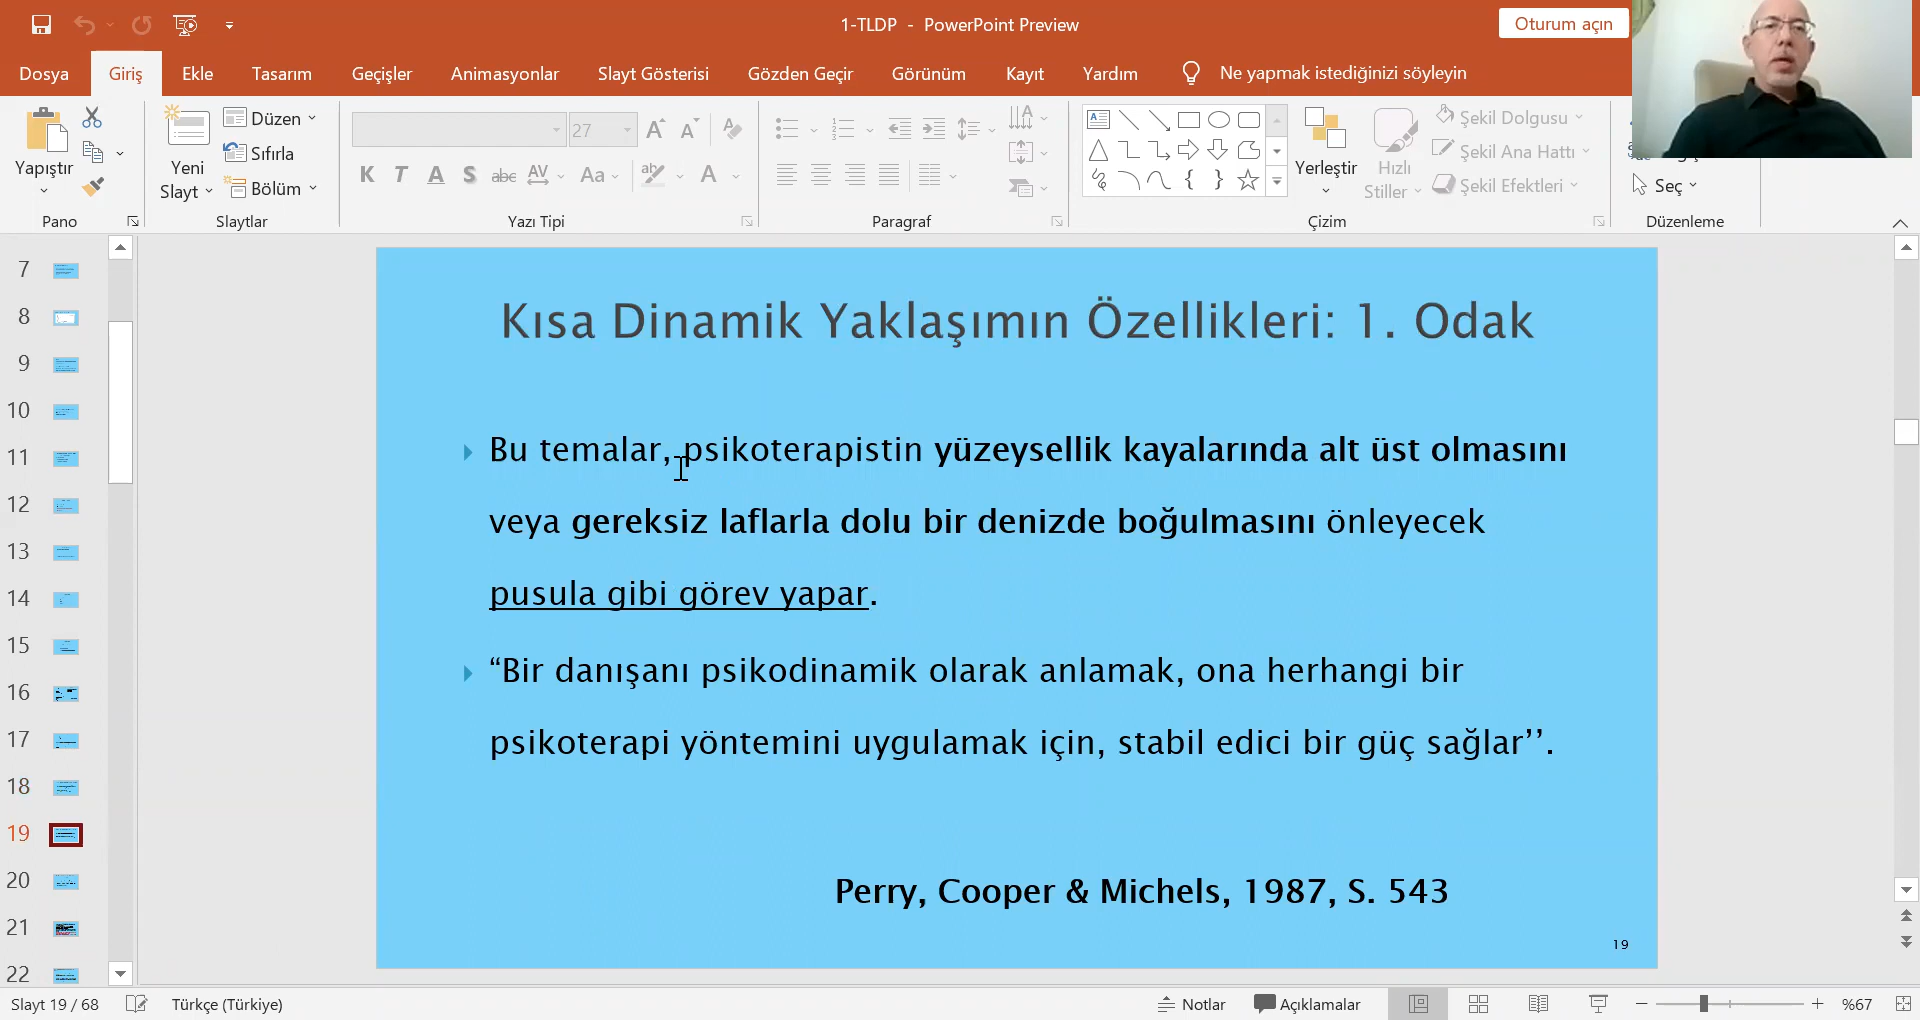 1-TLDP - PowerPoint Preview
Oturum açın
Dosya Giriş Ekle Tasarım Geçişler Animasyonlar Slayt Gösterisi Gözden Geçir Görünüm Kayıt Yardım Ne yapmak istediğinizi söyleyin
Yapıştır
Yeni Slayt
Düzen
Sıfırla
Bölüm
27
K T A S abc AV Aa A
Yerleştir
Hızlı Stiller
Şekil Dolgusu
Şekil Ana Hattı
Şekil Efektleri
Seç
Pano Slaytlar Yazı Tipi Paragraf Çizim Düzenleme
7
8
9
10
11
12
13
14
15
16
17
18
19
20
21
22
Kısa Dinamik Yaklaşımın Özellikleri: 1. Odak
Bu temalar, psikoterapistin yüzeysellik kayalarında alt üst olmasını
veya gereksiz laflarla dolu bir denizde boğulmasını önleyecek
pusula gibi görev yapar.
“Bir danışanı psikodinamik olarak anlamak, ona herhangi bir
psikoterapi yöntemini uygulamak için, stabil edici bir güç sağlar’’.
Perry, Cooper & Michels, 1987, S. 543
19
Slayt 19 / 68 Türkçe (Türkiye) Notlar Açıklamalar %67